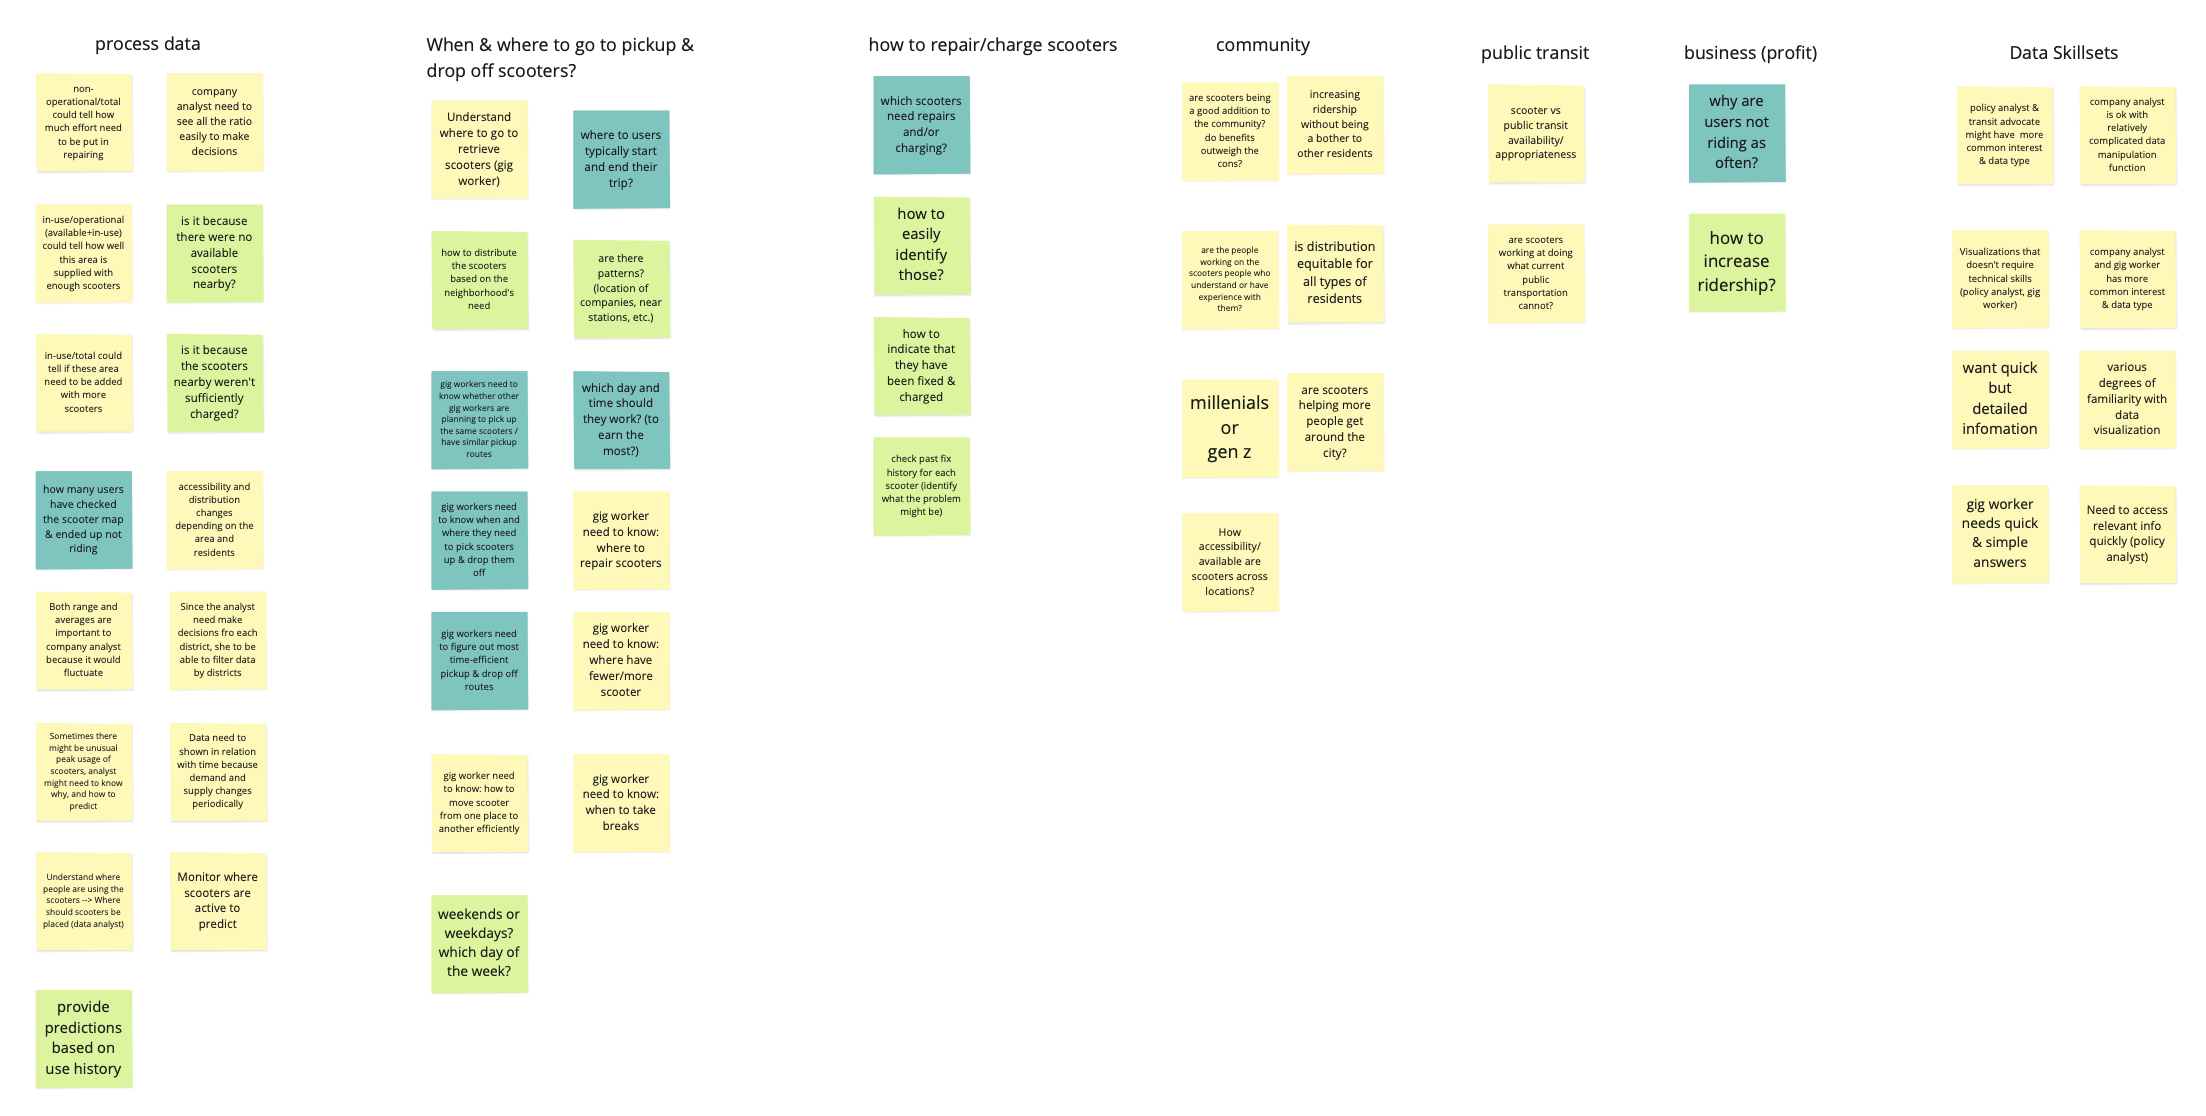 process data
non-
operational/total
could tell how
much effort need
to be put in
repairing
company
analyst need to
see all the ratio
easily to make
decisions
in-use/operational
(available+in-use)
could tell how well
this area is
supplied with
enough scooters
is it because
there were no
available
scooters
nearby?
in-use/total could
tell if these area
need to be added
with more
scooters
is it because
the scooters
nearby weren't
sufficiently
charged?
how many users
have checked
the scooter map
& ended up not
riding
accessibility and
distribution
changes
depending on the
area and
residents
Both range and
averages are
important to
company analyst
because it would
fluctuate
Since the analyst
need make
decisions fro each
district, she to be
able to filter data
by districts
Sometimes there
might be unusual
peak usage of
scooters, analyst
might need to know
why, and how to
predict
Data need to
shown in relation
with time because
demand and
supply changes
periodically
Understand where
people are using the
scooters --> Where
should scooters be
placed (data analyst)
Monitor where
scooters are
active to
predict
provide
predictions
based on
use history
When & where to go to pickup &
drop off scooters?
Understand
where to go to
retrieve
scooters (gig
worker)
where to users
typically start
and end their
trip?
how to distribute
the scooters
based on the
neighborhood's
need
are there
patterns?
(location of
companies, near
stations, etc.)
gig workers need to
know whether other
gig workers are
planning to pick up
the same scooters /
have similar pickup
routes
which day and
time should
they work? (to
earn the
most?)
gig workers need
to know when and
where they need
to pick scooters
up & drop them
off
gig worker
need to know:
where to
repair scooters
gig workers need
to figure out most
time-efficient
pickup & drop off
routes
gig worker
need to know:
where have
fewer/more
scooter
gig worker need
to know: how to
move scooter
from one place to
another efficiently
gig worker
need to know:
when to take
breaks
weekends or
weekdays?
which day of
the week?
how to repair/charge scooters
which scooters
need repairs
and/or
charging?
how to
easily
identify
those?
how to
indicate that
they have
been fixed &
charged
check past fix
history for each
scooter (identify
what the problem
might be)
community
are scooters being
a good addition to
the community?
do benefits
outweigh the
cons?
increasing
ridership
without being
a bother to
other residents
are the people
working on the
scooters people who
understand or have
experience with
them?
is distribution
equitable for
all types of
residents
millenials
or
gen z
are scooters
helping more
people get
around the
city?
How
accessibility/
available are
scooters across
locations?
public transit
scooter vs
public transit
availability/
appropriateness
are scooters
working at doing
what current
public
transportation
cannot?
business (profit)
why are
users not
riding as
often?
how to
increase
ridership?
Data Skillsets
policy analyst &
transit advocate
might have  more
common interest
& data type
company analyst
is ok with
relatively
complicated data
manipulation
function
Visualizations that
doesn't require
technical skills
(policy analyst, gig
worker)
company analyst
and gig worker
has more
common interest
& data type
want quick
but
detailed
infomation
various
degrees of
familiarity with
data
visualization
gig worker
needs quick
& simple
answers
Need to access
relevant info
quickly (policy
analyst)